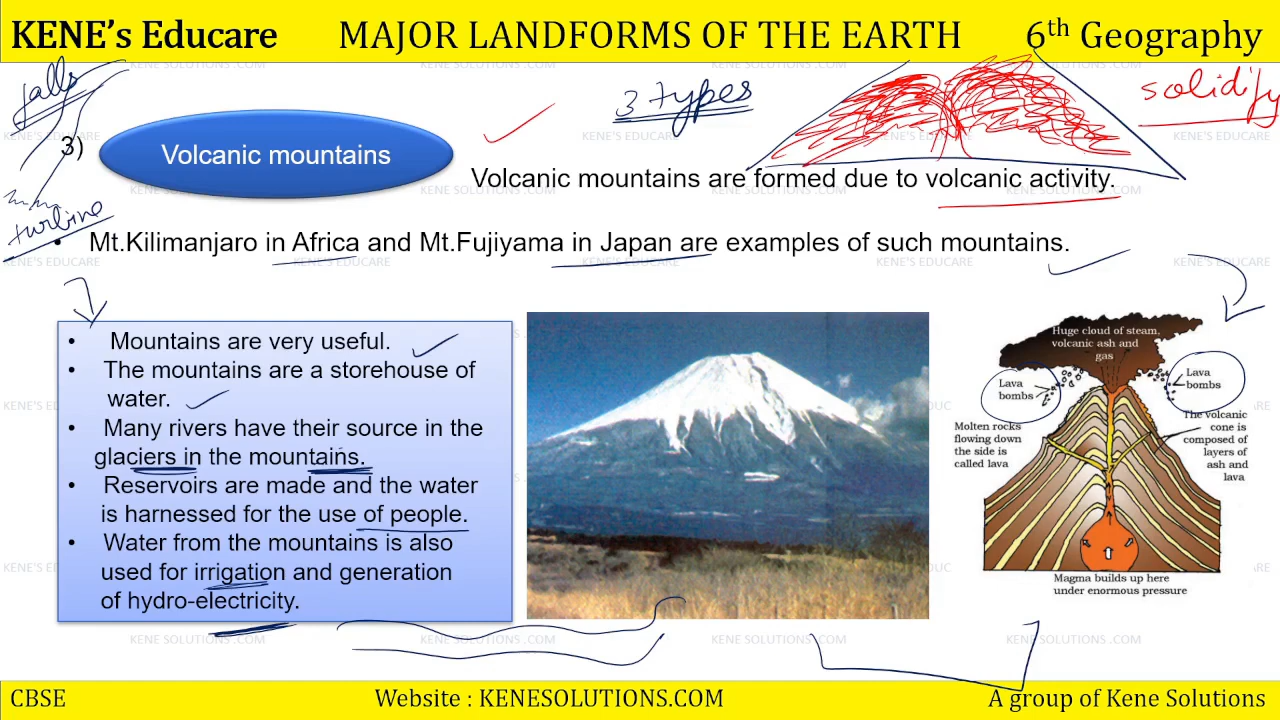 KENE's Educare MAJOR LANDFORMS OF THE EARTH 6th Geography
falls
3 types
solidify
3) Volcanic mountains
Volcanic mountains are formed due to volcanic activity.
turbine
• Mt.Kilimanjaro in Africa and Mt.Fujiyama in Japan are examples of such mountains.
• Mountains are very useful.
• The mountains are a storehouse of
water.
• Many rivers have their source in the
glaciers in the mountains.
• Reservoirs are made and the water
is harnessed for the use of people.
• Water from the mountains is also
used for irrigation and generation
of hydro-electricity.
Huge cloud of steam,
volcanic ash and
gas
Lava
bombs
Lava
bombs
Molten rocks
flowing down
the side is
called lava
The volcanic
cone is
composed of
layers of
ash and
lava
Magma builds up here
under enormous pressure
KENE SOLUTIONS .COM
KENE'S EDUCARE
CBSE Website : KENESOLUTIONS.COM A group of Kene Solutions